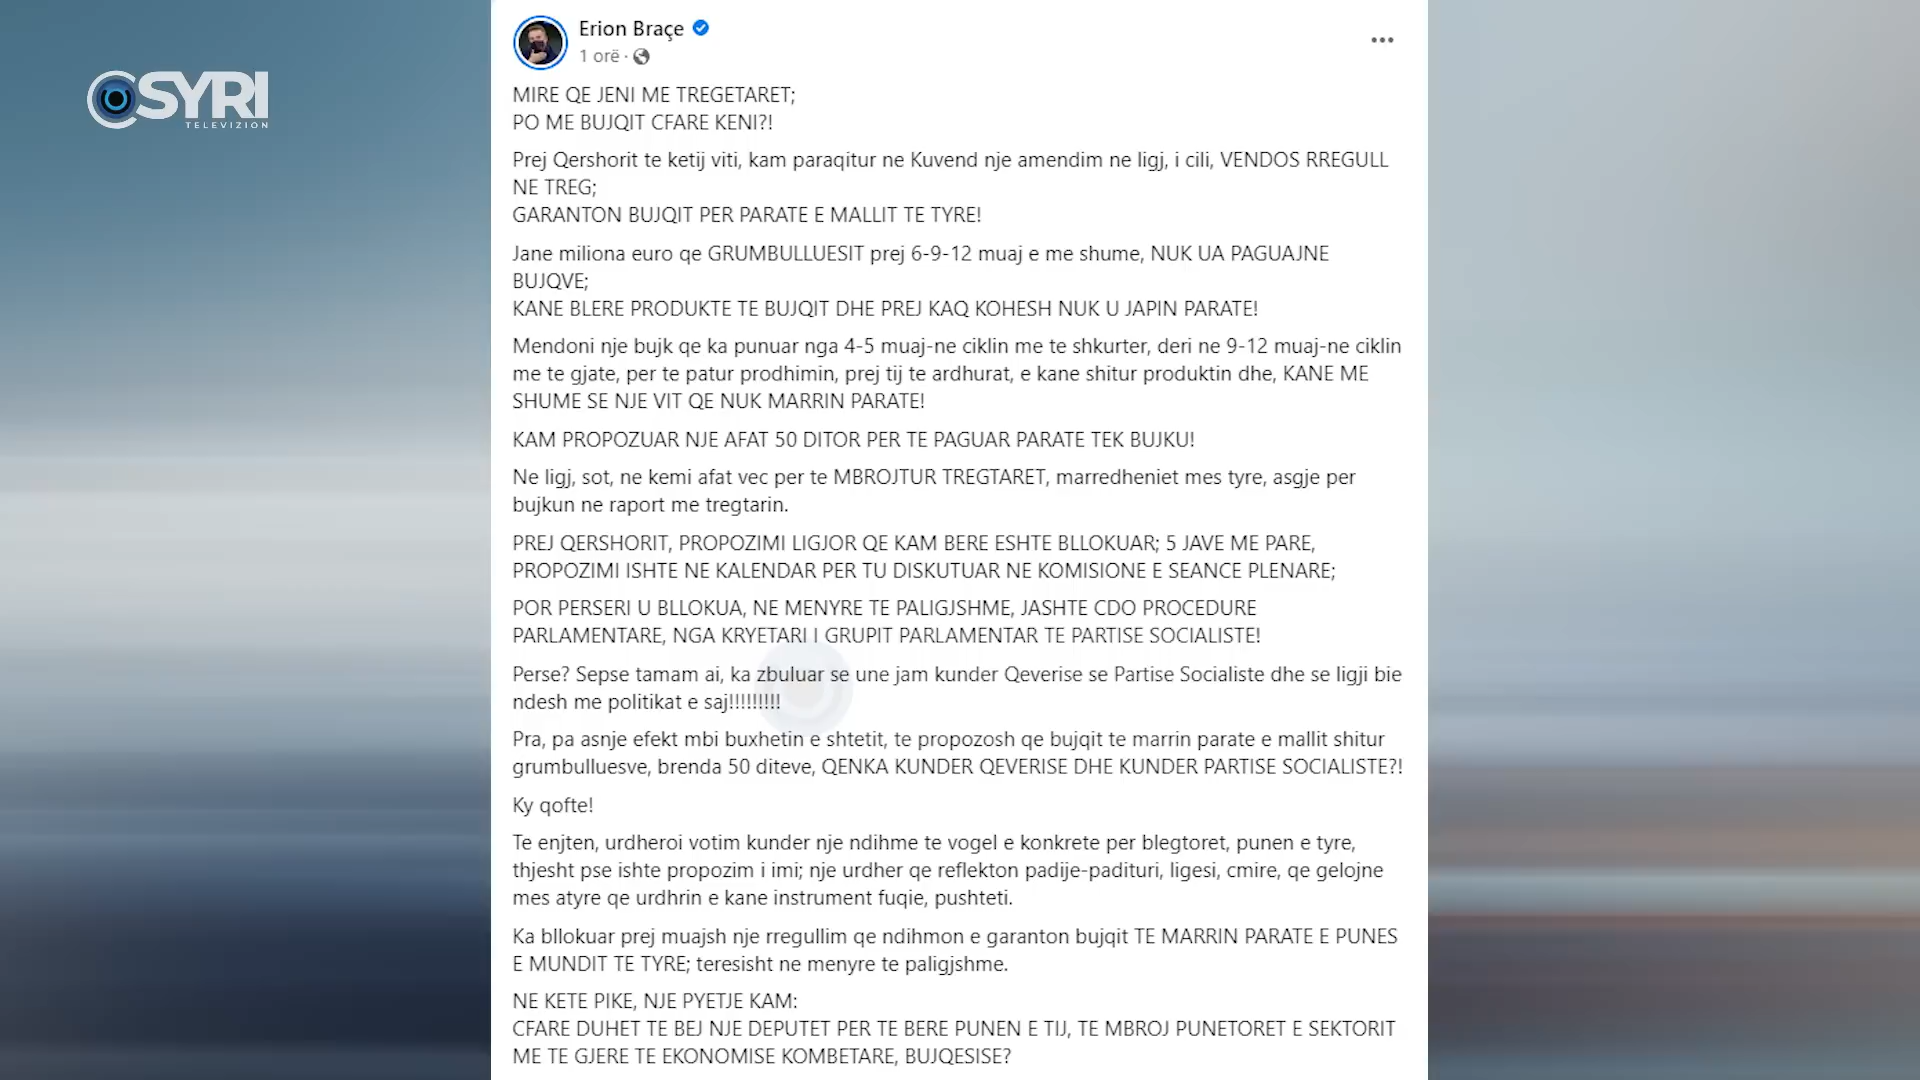 SYRI
TELEVIZION
Erion Braçe
1 orë ·
MIRE QE JENI ME TREGETARET;
PO ME BUJQIT CFARE KENI?!
Prej Qershorit te ketij viti, kam paraqitur ne Kuvend nje amendim ne ligj, i cili, VENDOS RREGULL
NE TREG;
GARANTON BUJQIT PER PARATE E MALLIT TE TYRE!
Jane miliona euro qe GRUMBULLUESIT prej 6-9-12 muaj e me shume, NUK UA PAGUAJNE
BUJQVE;
KANE BLERE PRODUKTE TE BUJQIT DHE PREJ KAQ KOHESH NUK U JAPIN PARATE!
Mendoni nje bujk qe ka punuar nga 4-5 muaj-ne ciklin me te shkurter, deri ne 9-12 muaj-ne ciklin
me te gjate, per te patur prodhimin, prej tij te ardhurat, e kane shitur produktin dhe, KANE ME
SHUME SE NJE VIT QE NUK MARRIN PARATE!
KAM PROPOZUAR NJE AFAT 50 DITOR PER TE PAGUAR PARATE TEK BUJKU!
Ne ligj, sot, ne kemi afat vec per te MBROJTUR TREGTARET, marredheniet mes tyre, asgje per
bujkun ne raport me tregtarin.
PREJ QERSHORIT, PROPOZIMI LIGJOR QE KAM BERE ESHTE BLLOKUAR; 5 JAVE ME PARE,
PROPOZIMI ISHTE NE KALENDAR PER TU DISKUTUAR NE KOMISIONE E SEANCE PLENARE;
POR PERSERI U BLLOKUA, NE MENYRE TE PALIGJSHME, JASHTE CDO PROCEDURE
PARLAMENTARE, NGA KRYETARI I GRUPIT PARLAMENTAR TE PARTISE SOCIALISTE!
Perse? Sepse tamam ai, ka zbuluar se une jam kunder Qeverise se Partise Socialiste dhe se ligji bie
ndesh me politikat e saj!!!!!!!!!
Pra, pa asnje efekt mbi buxhetin e shtetit, te propozosh qe bujqit te marrin parate e mallit shitur
grumbulluesve, brenda 50 diteve, QENKA KUNDER QEVERISE DHE KUNDER PARTISE SOCIALISTE?!
Ky qofte!
Te enjten, urdheroi votim kunder nje ndihme te vogel e konkrete per blegtoret, punen e tyre,
thjesht pse ishte propozim i imi; nje urdher qe reflekton padije-padituri, ligesi, cmire, qe gelojne
mes atyre qe urdhrin e kane instrument fuqie, pushteti.
Ka bllokuar prej muajsh nje rregullim qe ndihmon e garanton bujqit TE MARRIN PARATE E PUNES
E MUNDIT TE TYRE; teresisht ne menyre te paligjshme.
NE KETE PIKE, NJE PYETJE KAM:
CFARE DUHET TE BEJ NJE DEPUTET PER TE BERE PUNEN E TIJ, TE MBROJ PUNETORET E SEKTORIT
ME TE GJERE TE EKONOMISE KOMBETARE, BUJQESISE?